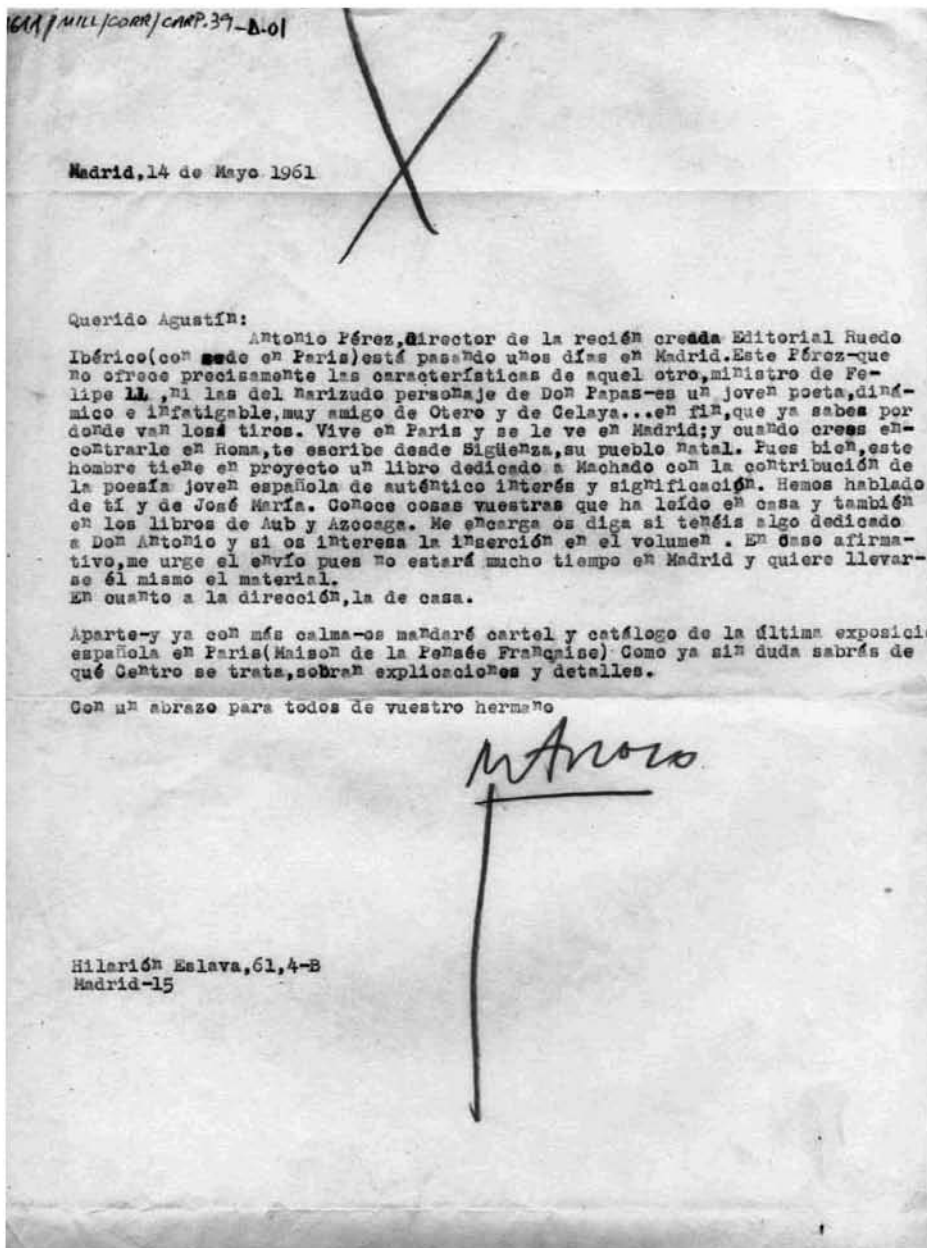 /MILL/CORR/CARP.39-D.01
Madrid,14 de Mayo 1961
Querido Agustín:
Antonio Pérez,director de la recién creada Editorial Ruedo
Ibérico(con sede en Paris)está pasando unos días en Madrid.Este Pérez-que
no ofrece precisamente las características de aquel otro,ministro de Fe-
lipe LL ,ni las del narizudo personaje de Don Papas-es un joven poeta,diná-
mico e infatigable,muy amigo de Otero y de Celaya...en fin,que ya sabes por
donde van los tiros. Vive en Paris y se le ve en Madrid;y cuando crees en-
contrarle en Roma,te escribe desde Sigüenza,su pueblo natal. Pues bien,este
hombre tiene en proyecto un libro dedicado a Machado con la contribución de
la poesía joven española de auténtico interés y significación. Hemos hablado
de tí y de José María. Conoce cosas vuestras que ha leído en casa y también
en los libros de Aub y Azcoaga. Me encarga os diga si tenéis algo dedicado
a Don Antonio y si os interesa la inserción en el volumen . En caso afirma-
tivo,me urge el envío pues no estará mucho tiempo en Madrid y quiere llevar-
se él mismo el material.
En cuanto a la dirección,la de casa.
Aparte-y ya con más calma-os mandaré cartel y catálogo de la última exposició
española en Paris(Maison de la Pensée Française) Como ya sin duda sabrás de
qué Centro se trata,sobran explicaciones y detalles.
Con un abrazo para todos de vuestro hermano
M Arroco
Hilarión Eslava,61,4-B
Madrid-15